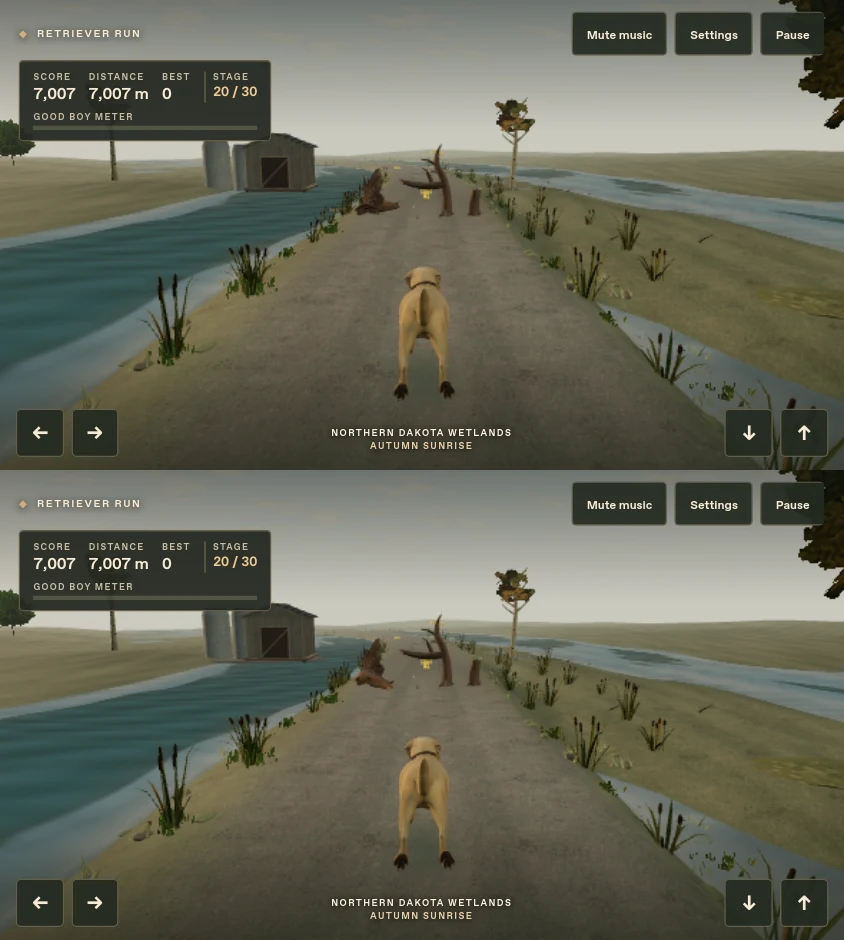 RETRIEVER RUN
Mute music
Settings
Pause
SCORE DISTANCE BEST STAGE
7,007 7,007 m 0 20 / 30
GOOD BOY METER
← →
NORTHERN DAKOTA WETLANDS
AUTUMN SUNRISE
↓ ↑
RETRIEVER RUN
Mute music
Settings
Pause
SCORE DISTANCE BEST STAGE
7,007 7,007 m 0 20 / 30
GOOD BOY METER
← →
NORTHERN DAKOTA WETLANDS
AUTUMN SUNRISE
↓ ↑